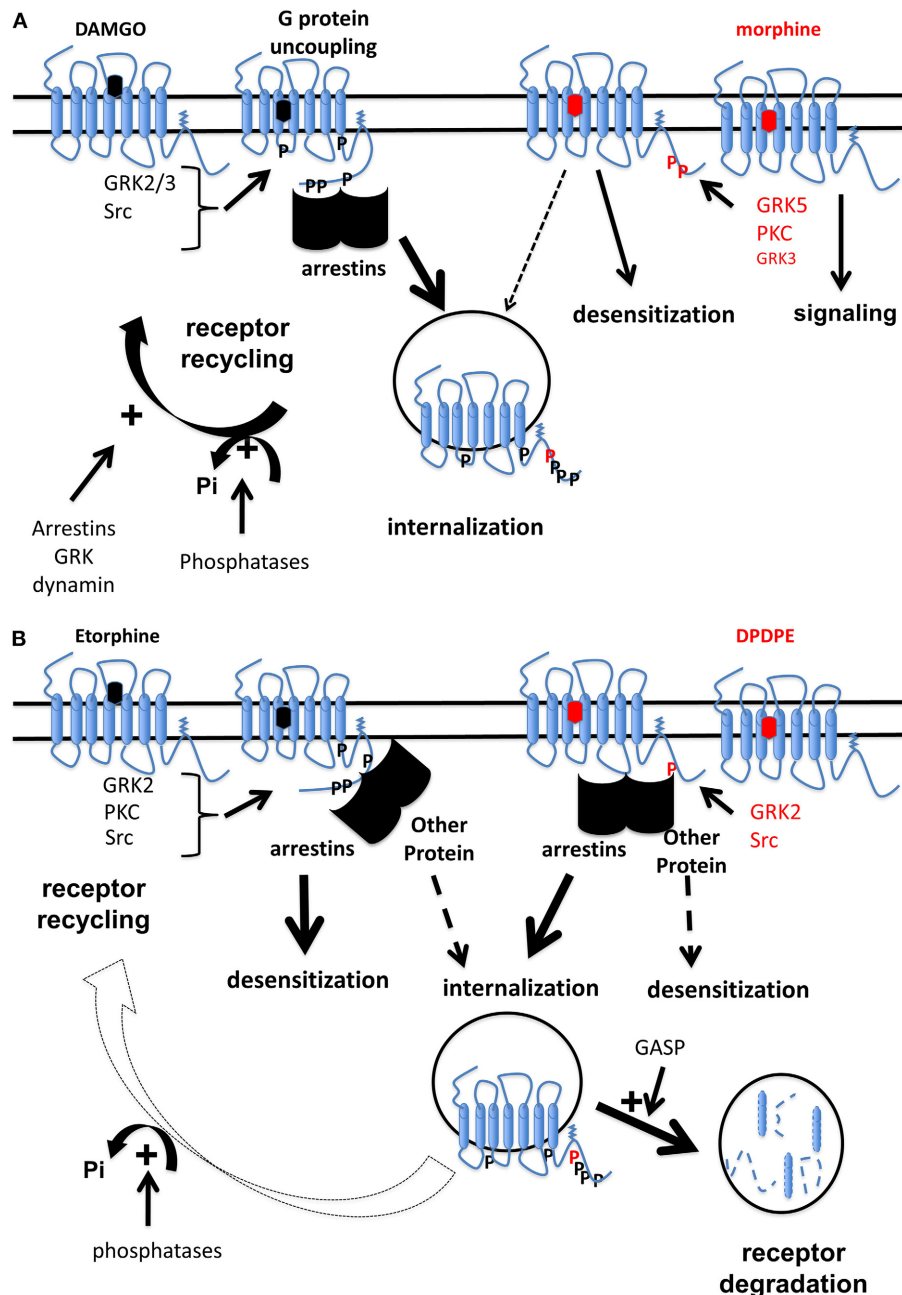 A
DAMGO
G protein
uncoupling
morphine
P
P
PP
P
P
P
GRK2/3
Src
GRK5
PKC
GRK3
arrestins
desensitization
signaling
receptor
recycling
+
+
Pi
P
P
P
P
P
P
internalization
Arrestins
GRK
dynamin
Phosphatases
B
Etorphine
DPDPE
P
P
PP
P
GRK2
PKC
Src
GRK2
Src
arrestins
Other
Protein
arrestins
Other
Protein
receptor
recycling
desensitization
internalization
desensitization
GASP
+
P
P
P
P
P
P
P
Pi
+
phosphatases
receptor
degradation